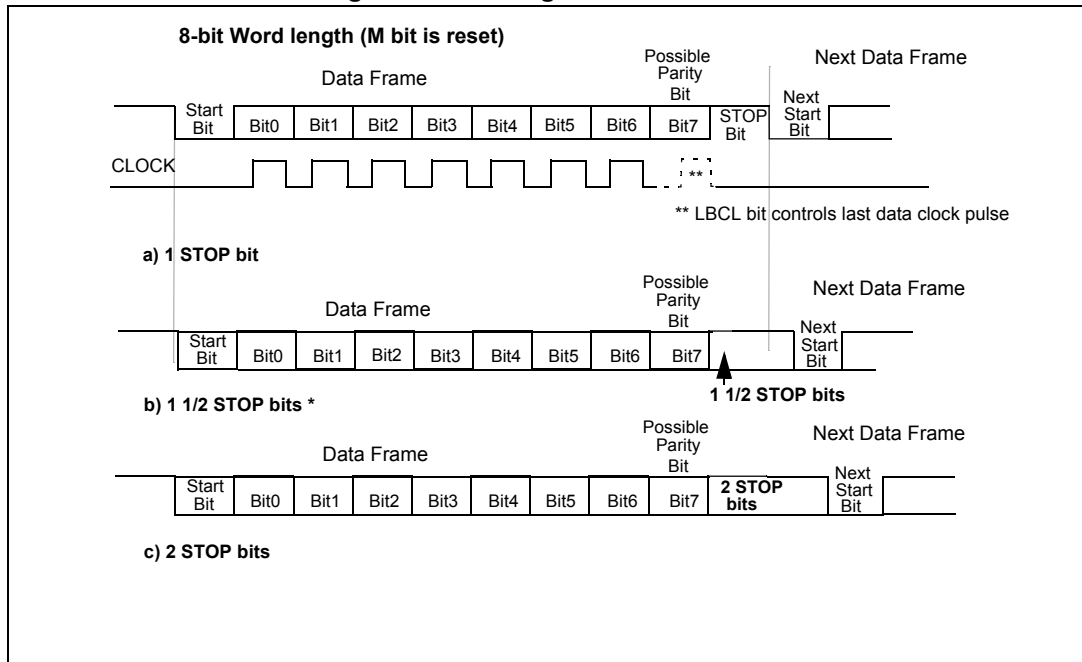 8-bit Word length (M bit is reset)
Possible
Parity
Bit
Next Data Frame
Data Frame
Start
Bit
Bit0
Bit1
Bit2
Bit3
Bit4
Bit5
Bit6
Bit7
STOP
Bit
Next
Start
Bit
CLOCK
**
** LBCL bit controls last data clock pulse
a) 1 STOP bit
Possible
Parity
Bit
Next Data Frame
Data Frame
Start
Bit
Bit0
Bit1
Bit2
Bit3
Bit4
Bit5
Bit6
Bit7
Next
Start
Bit
1 1/2 STOP bits
b) 1 1/2 STOP bits *
Possible
Parity
Bit
Next Data Frame
Data Frame
Start
Bit
Bit0
Bit1
Bit2
Bit3
Bit4
Bit5
Bit6
Bit7
2 STOP
bits
Next
Start
Bit
c) 2 STOP bits